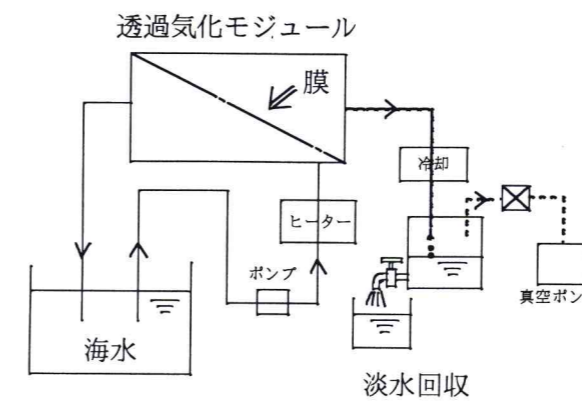 透過気化モジュール
膜
冷却
ヒーター
ポンプ
真空ポン
海水
淡水回収